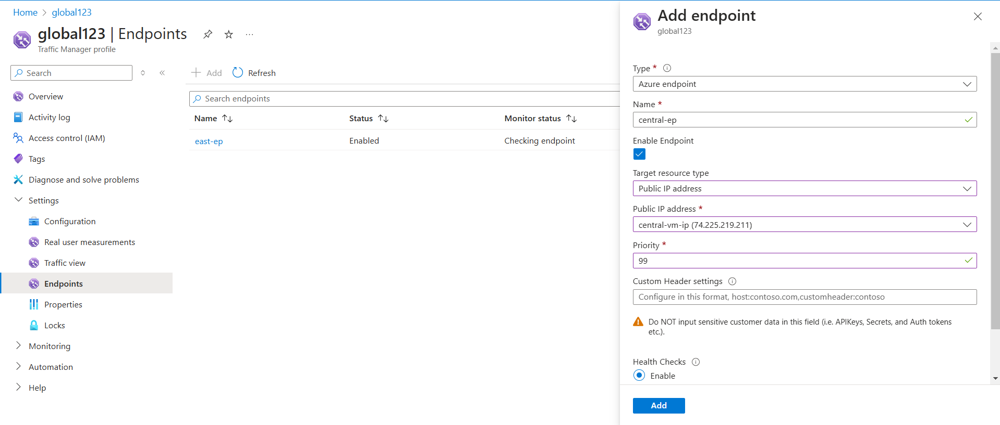 Home > global123
global123 | Endpoints
Traffic Manager profile
Search
Overview
Activity log
Access control (IAM)
Tags
Diagnose and solve problems
Settings
Configuration
Real user measurements
Traffic view
Endpoints
Properties
Locks
Monitoring
Automation
Help
Add Refresh
Search endpoints
Name Status Monitor status
east-ep Enabled Checking endpoint
Add endpoint
global123
Type *
Azure endpoint
Name *
central-ep
Enable Endpoint
Target resource type
Public IP address
Public IP address *
central-vm-ip (74.225.219.211)
Priority *
99
Custom Header settings
Configure in this format, host:contoso.com,customheader:contoso
Do NOT input sensitive customer data in this field (i.e. APIKeys, Secrets, and Auth tokens
etc.).
Health Checks
Enable
Add